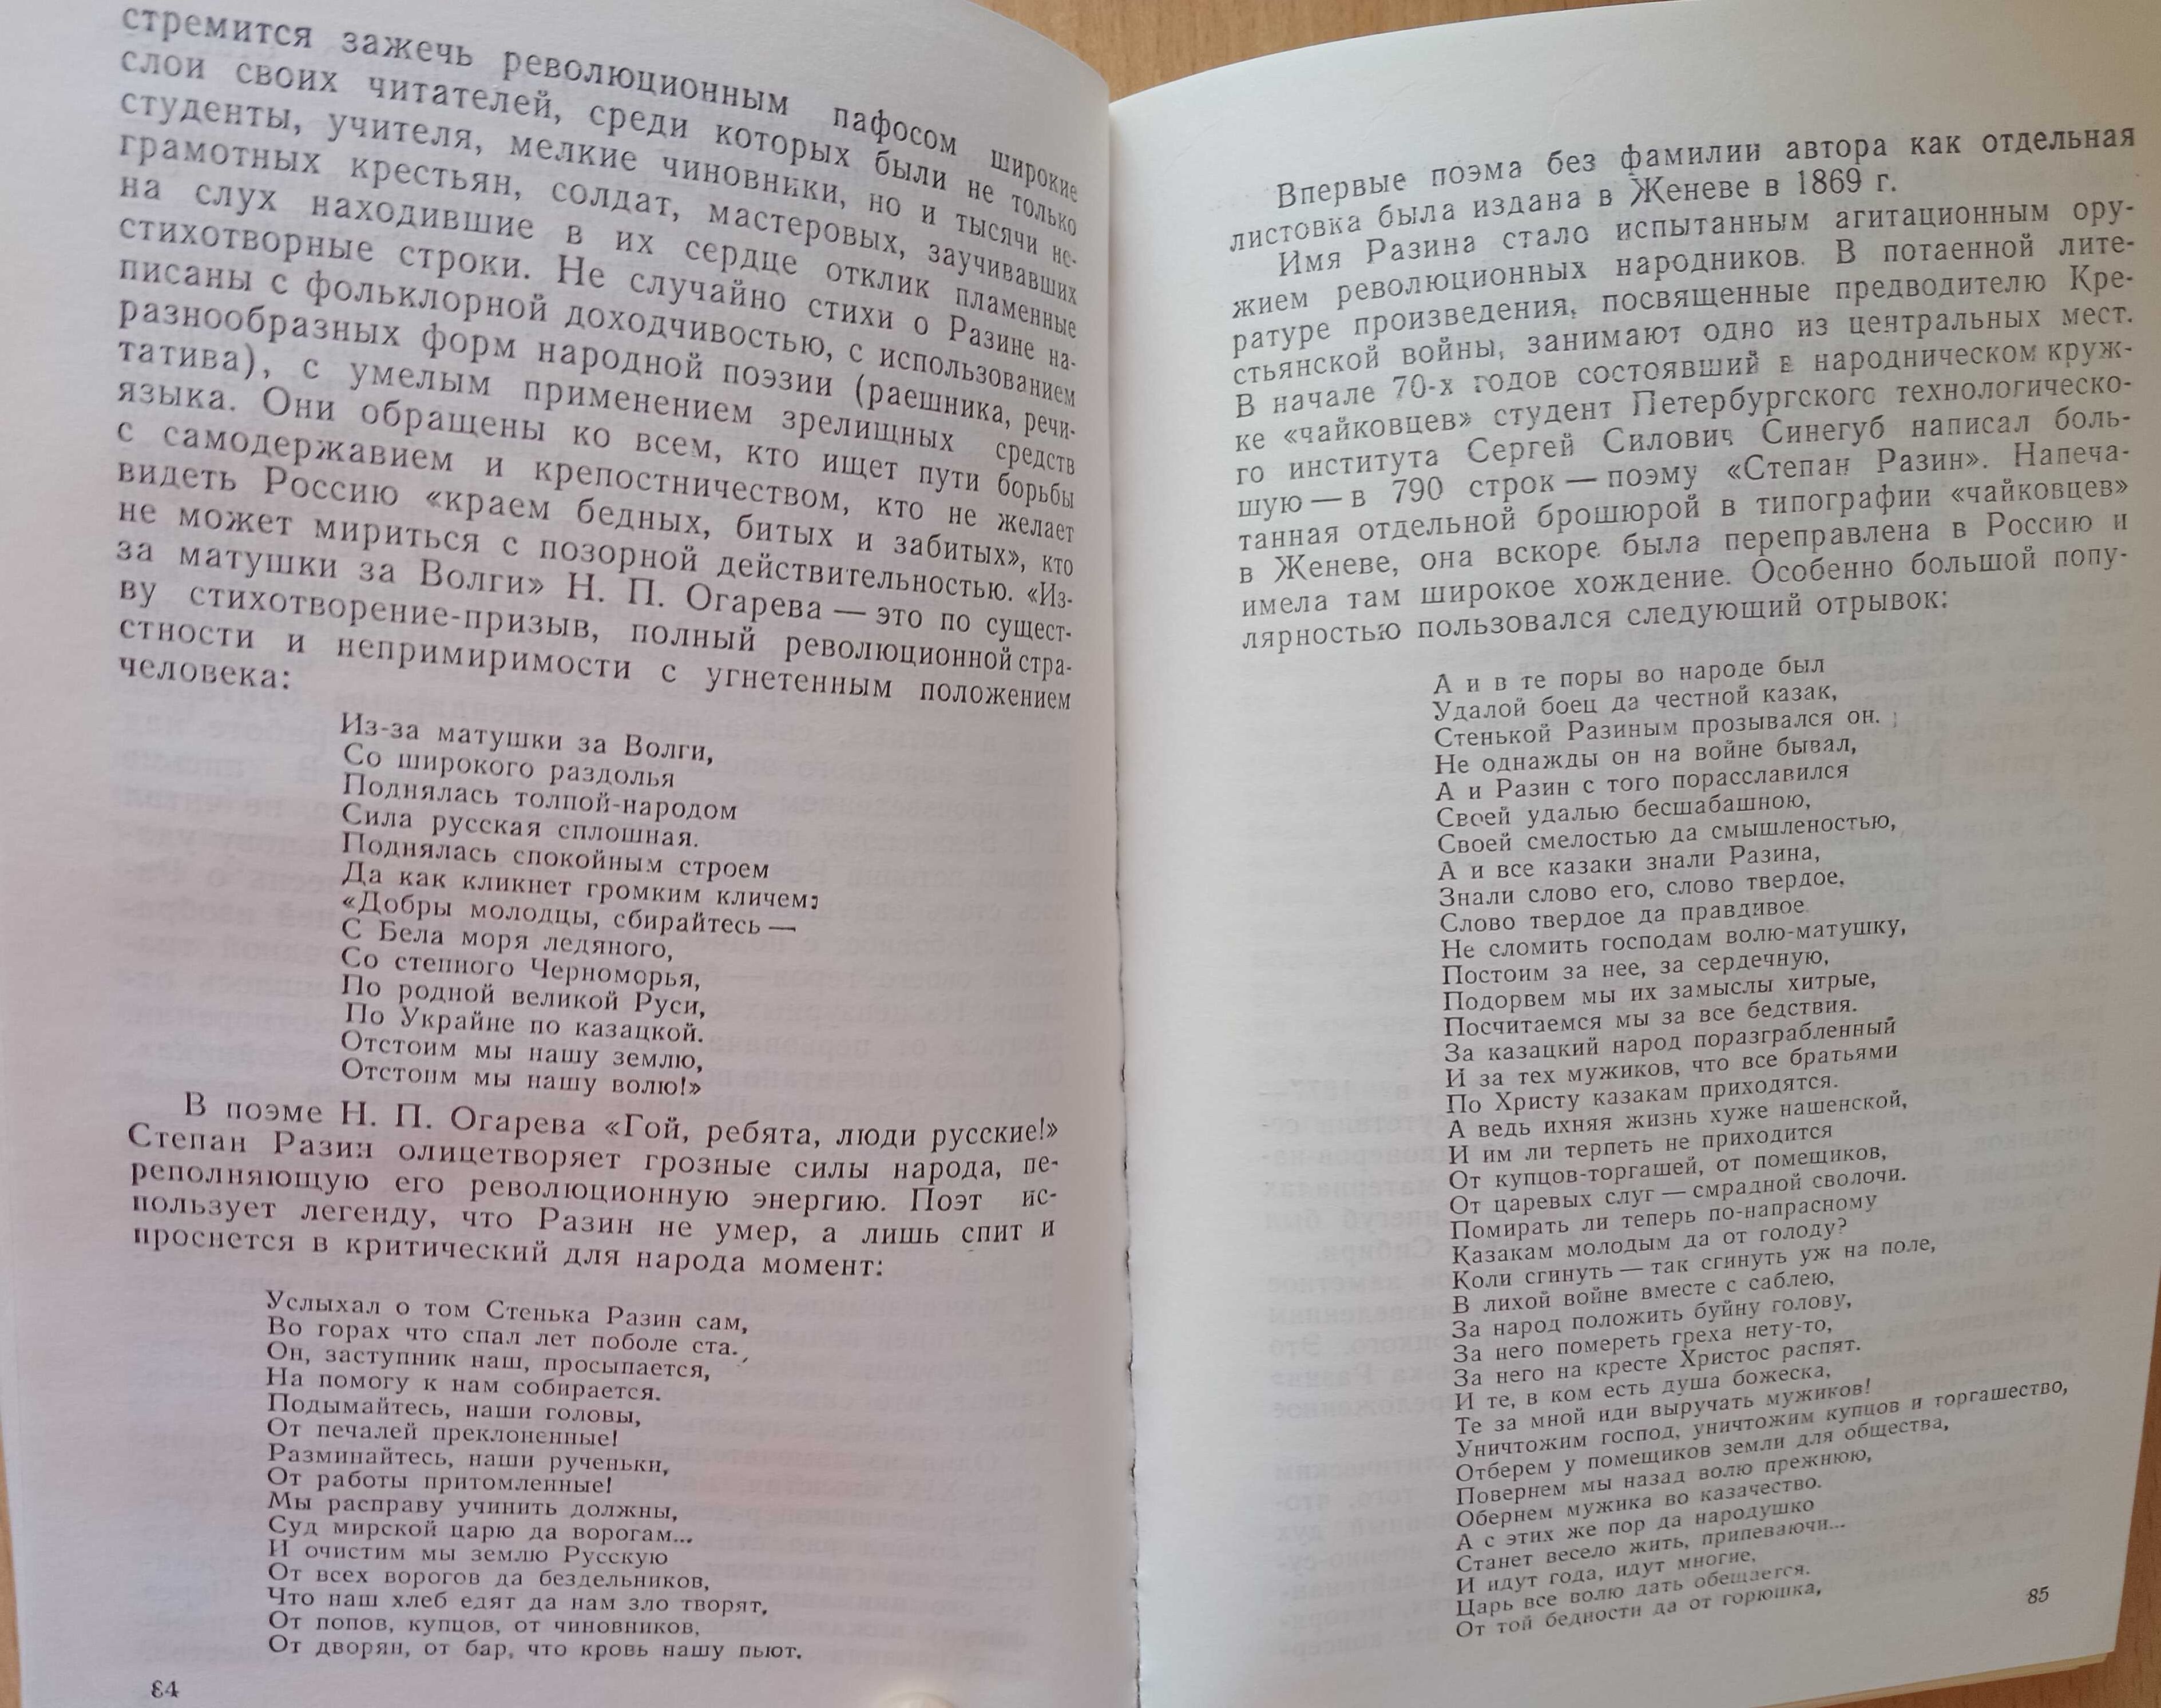 стремится зажечь революционным пафосом широкие
слои своих читателей, среди которых были не только
студенты, учителя, мелкие чиновники, но и тысячи не-
грамотных крестьян, солдат, мастеровых, заучивавших
на слух находившие в их сердце отклик пламенные
стихотворные строки. Не случайно стихи о Разине на-
писаны с фольклорной доходчивостью, с использованием
разнообразных форм народной поэзии (раешника, речи-
татива), с умелым применением зрелищных средств
языка. Они обращены ко всем, кто ищет пути борьбы
с самодержавием и крепостничеством, кто не желает
видеть Россию «краем бедных, битых и забитых», кто
не может мириться с позорной действительностью. «Из-
за матушки за Волги» Н. П. Огарева — это по сущест-
ву стихотворение-призыв, полный революционной стра-
стности и непримиримости с угнетенным положением
человека:
Из-за матушки за Волги,
Со широкого раздолья
Поднялась толпой-народом
Сила русская сплошная.
Поднялась спокойным строем
Да как кликнет громким кличем:
«Добры молодцы, сбирайтесь —
С Бела моря ледяного,
Со степного Черноморья,
По родной великой Руси,
По Украйне по казацкой.
Отстоим мы нашу землю,
Отстоим мы нашу волю!»
В поэме Н. П. Огарева «Гой, ребята, люди русские!»
Степан Разин олицетворяет грозные силы народа, пе-
реполняющую его революционную энергию. Поэт ис-
пользует легенду, что Разин не умер, а лишь спит и
проснется в критический для народа момент:
Услыхал о том Стенька Разин сам,
Во горах что спал лет поболе ста.
Он, заступник наш, просыпается,
На помогу к нам собирается.
Подымайтесь, наши головы,
От печалей преклоненные!
Разминайтесь, наши рученьки,
От работы притомленные!
Мы расправу учинить должны,
Суд мирской царю да ворогам...
И очистим мы землю Русскую
От всех ворогов да бездельников,
Что наш хлеб едят да нам зло творят,
От попов, купцов, от чиновников,
От дворян, от бар, что кровь нашу пьют.
84
Впервые поэма без фамилии автора как отдельная
листовка была издана в Женеве в 1869 г.
Имя Разина стало испытанным агитационным ору-
жием революционных народников. В потаенной лите-
ратуре произведения, посвященные предводителю Кре-
стьянской войны, занимают одно из центральных мест.
В начале 70-х годов состоявший в народническом круж-
ке «чайковцев» студент Петербургского технологическо-
го института Сергей Силович Синегуб написал боль-
шую — в 790 строк — поэму «Степан Разин». Напеча-
танная отдельной брошюрой в типографии «чайковцев»
в Женеве, она вскоре была переправлена в Россию и
имела там широкое хождение. Особенно большой попу-
лярностью пользовался следующий отрывок:
А и в те поры во народе был
Удалой боец да честной казак,
Стенькой Разиным прозывался он.
Не однажды он на войне бывал,
А и Разин с того порасславился
Своей удалью бесшабашною,
Своей смелостью да смышленостью,
А и все казаки знали Разина,
Знали слово его, слово твердое,
Слово твердое да правдивое
Не сломить господам волю-матушку,
Постоим за нее, за сердечную,
Подорвем мы их замыслы хитрые,
Посчитаемся мы за все бедствия.
За казацкий народ поразграбленный
И за тех мужиков, что все братьями
По Христу казакам приходятся.
А ведь ихняя жизнь хуже нашенской,
И им ли терпеть не приходится
От купцов-торгашей, от помещиков,
От царевых слуг — смрадной сволочи.
Помирать ли теперь по-напрасному
Казакам молодым да от голоду?
Коли сгинуть — так сгинуть уж на поле,
В лихой войне вместе с саблею,
За народ положить буйну голову,
За него помереть греха нету-то,
За него на кресте Христос распят.
И те, в ком есть душа божеска,
Те за мной иди выручать мужиков!
Уничтожим господ, уничтожим купцов и торгашество,
Отберем у помещиков земли для общества,
Повернем мы назад волю прежнюю,
Обернем мужика во казачество.
А с этих же пор да народушко
Станет весело жить, припеваючи...
И идут года, идут многие,
Царь все волю дать обещается.
От той бедности да от горюшка,
85